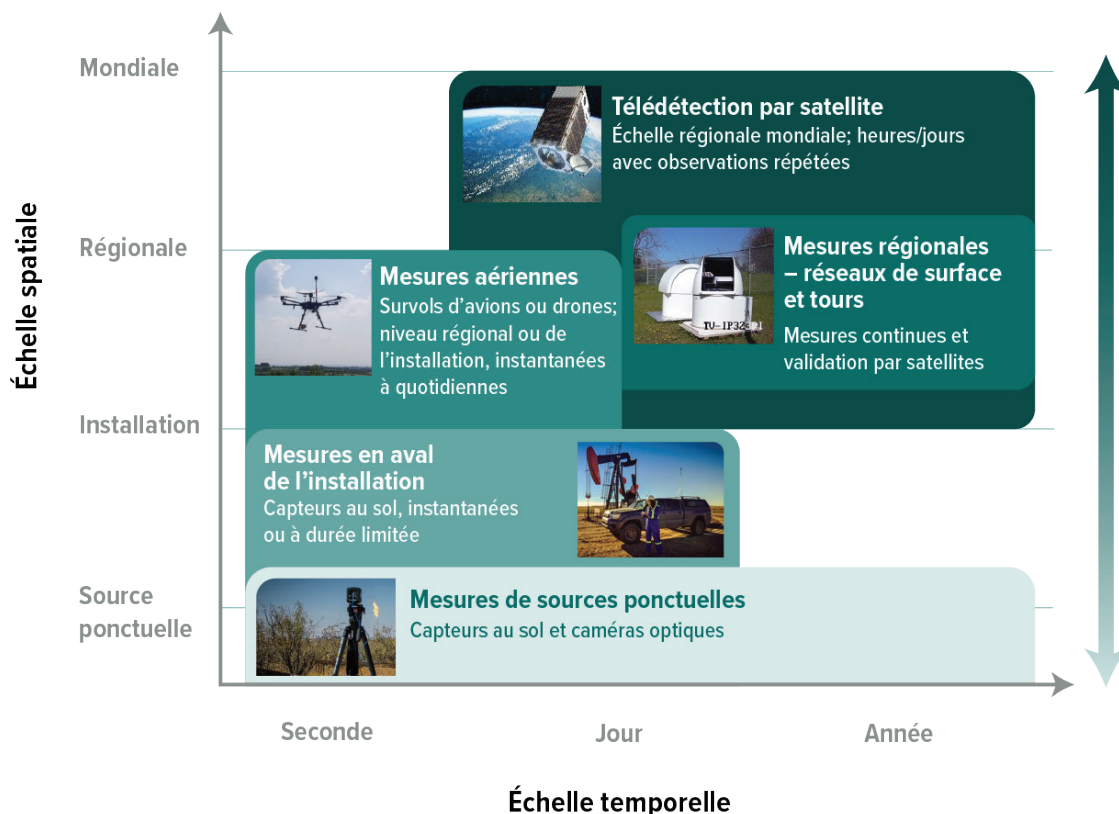 Échelle spatiale
Mondiale
Régionale
Installation
Source
ponctuelle
Télédétection par satellite
Échelle régionale mondiale; heures/jours
avec observations répétées
Mesures régionales
– réseaux de surface
et tours
Mesures continues et
validation par satellites
Mesures aériennes
Survols d’avions ou drones;
niveau régional ou de
l’installation, instantanées
à quotidiennes
Mesures en aval
de l’installation
Capteurs au sol, instantanées
ou à durée limitée
Mesures de sources ponctuelles
Capteurs au sol et caméras optiques
Seconde
Jour
Année
Échelle temporelle